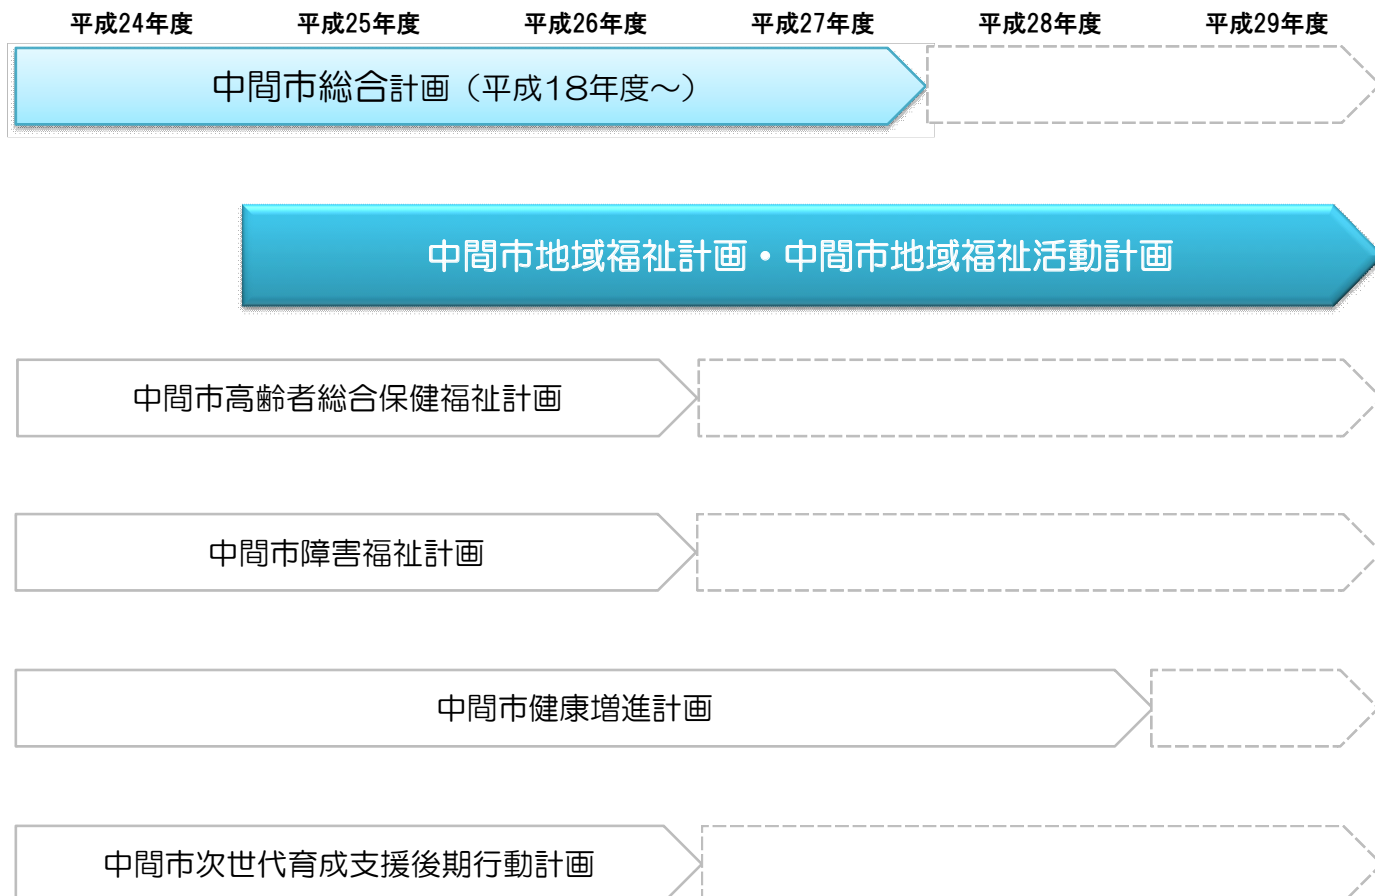 平成24年度 平成25年度 平成26年度 平成27年度 平成28年度 平成29年度
中間市総合計画（平成18年度～）
中間市地域福祉計画・中間市地域福祉活動計画
中間市高齢者総合保健福祉計画
中間市障害福祉計画
中間市健康増進計画
中間市次世代育成支援後期行動計画